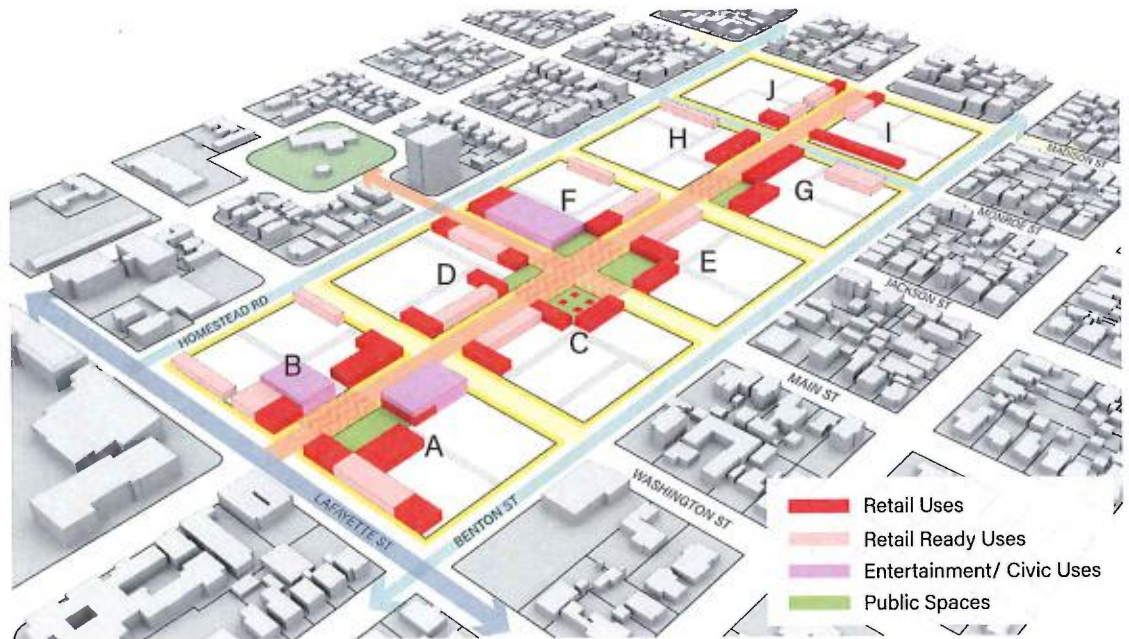 J
H
I
MADISON ST
F
G
MONROE ST
D
E
JACKSON ST
HOMESTEAD RD
C
B
MAIN ST
A
WASHINGTON ST
LAFAYETTE ST
BENTON ST
Retail Uses
Retail Ready Uses
Entertainment/ Civic Uses
Public Spaces